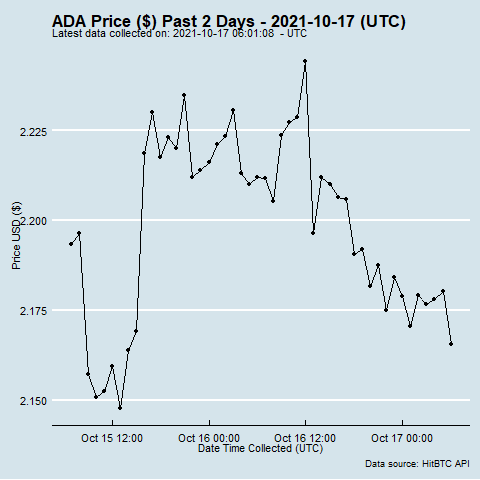 ADA Price ($) Past 2 Days - 2021-10-17 (UTC)
Latest data collected on: 2021-10-17 06:01:08 - UTC
2.225
2.200
2.175
2.150
Price USD ($)
Oct 15 12:00 Oct 16 00:00 Oct 16 12:00 Oct 17 00:00
Date Time Collected (UTC)
Data source: HitBTC API